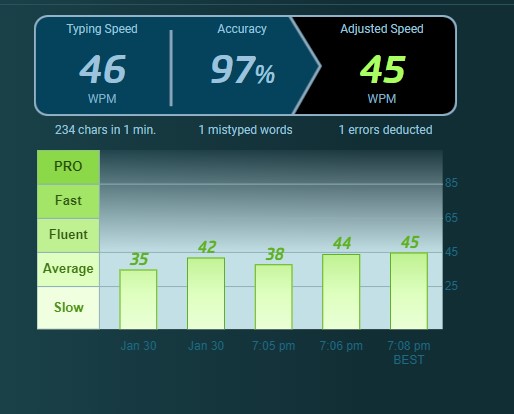 Typing Speed Accuracy Adjusted Speed
46 97% 45
WPM WPM
234 chars in 1 min. 1 mistyped words 1 errors deducted
PRO
85
Fast
65
Fluent
45
Average
25
Slow
35 42 38 44 45
Jan 30 Jan 30 7:05 pm 7:06 pm 7:08 pm
BEST